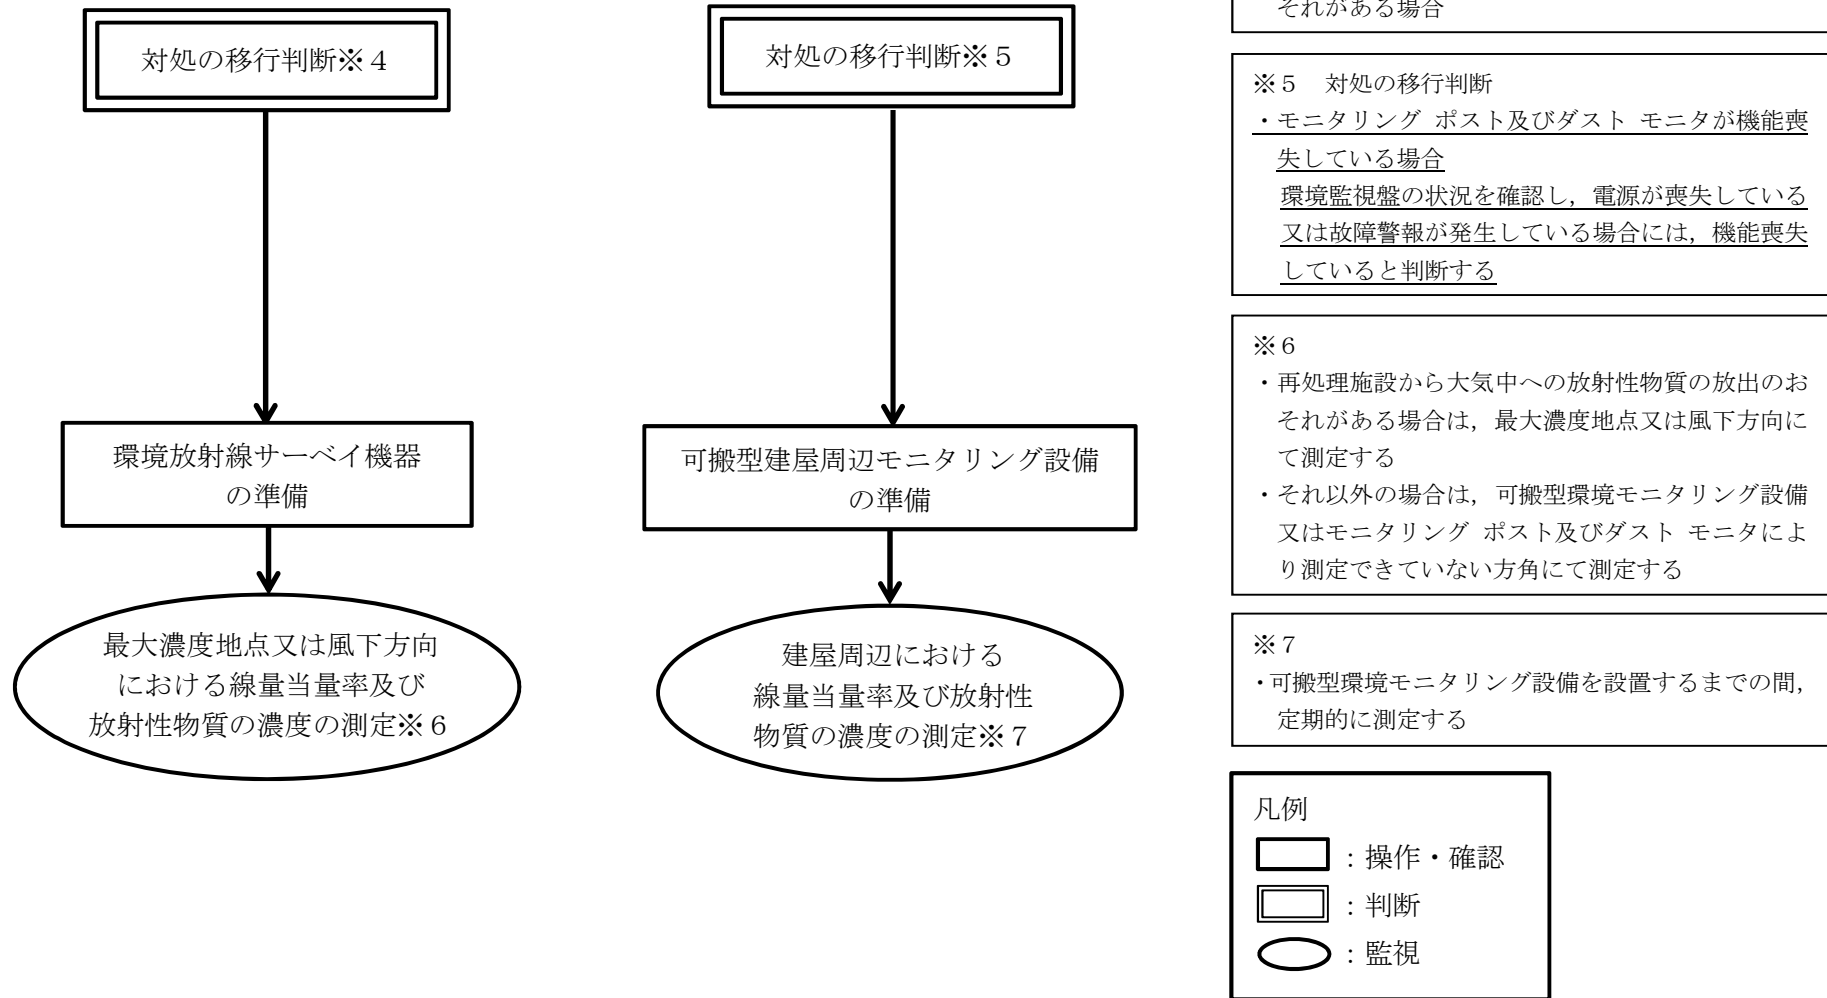 対処の移行判断※4
環境放射線サーベイ機器
の準備
最大濃度地点又は風下方向
における線量当量率及び
放射性物質の濃度の測定※6
対処の移行判断※5
可搬型建屋周辺モニタリング設備
の準備
建屋周辺における
線量当量率及び放射性
物質の濃度の測定※7
それがある場合
※5 対処の移行判断
・モニタリング ポスト及びダスト モニタが機能喪
失している場合
環境監視盤の状況を確認し，電源が喪失している
又は故障警報が発生している場合には，機能喪失
していると判断する
※6
・再処理施設から大気中への放射性物質の放出のお
それがある場合は，最大濃度地点又は風下方向に
て測定する
・それ以外の場合は，可搬型環境モニタリング設備
又はモニタリング ポスト及びダスト モニタによ
り測定できていない方角にて測定する
※7
・可搬型環境モニタリング設備を設置するまでの間，
定期的に測定する
凡例
：操作・確認
：判断
：監視